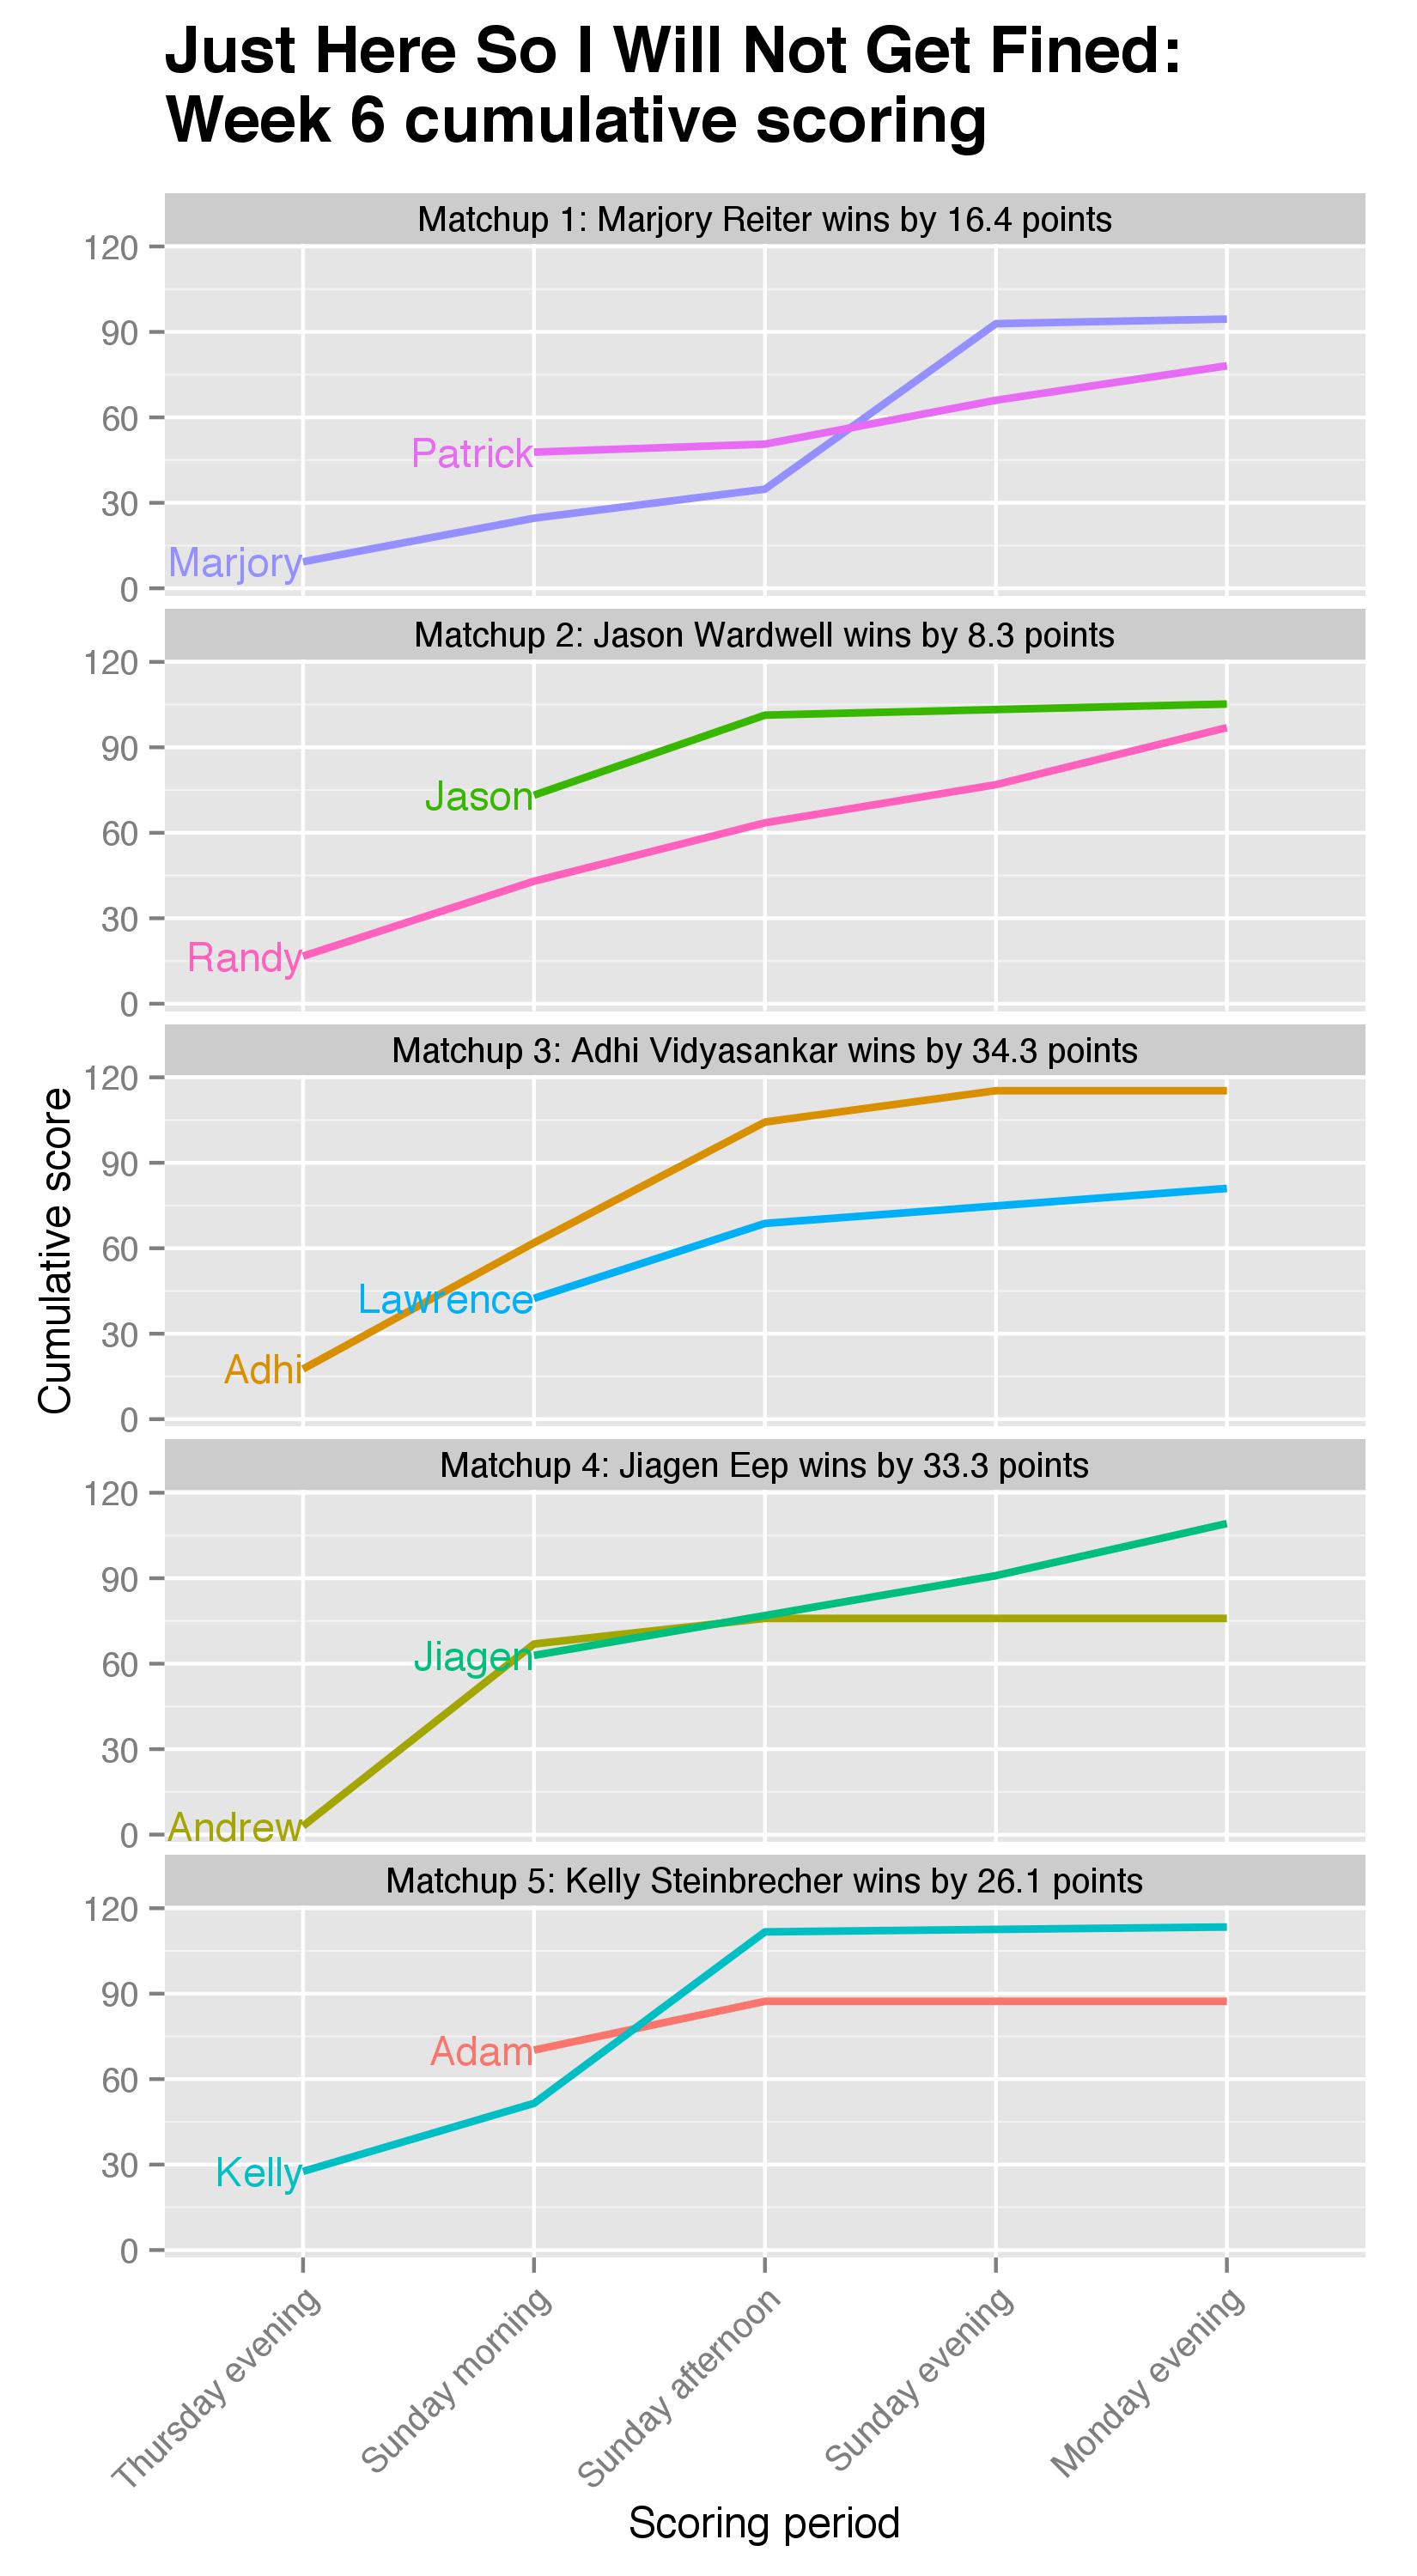 Just Here So I Will Not Get Fined:
Week 6 cumulative scoring
Matchup 1: Marjory Reiter wins by 16.4 points
120
90
60
30
0
Patrick
Marjory
Matchup 2: Jason Wardwell wins by 8.3 points
120
90
60
30
0
Jason
Randy
Matchup 3: Adhi Vidyasankar wins by 34.3 points
120
90
60
30
0
Lawrence
Adhi
Cumulative score
Matchup 4: Jiagen Eep wins by 33.3 points
120
90
60
30
0
Jiagen
Andrew
Matchup 5: Kelly Steinbrecher wins by 26.1 points
120
90
60
30
0
Adam
Kelly
Thursday evening
Sunday morning
Sunday afternoon
Sunday evening
Monday evening
Scoring period